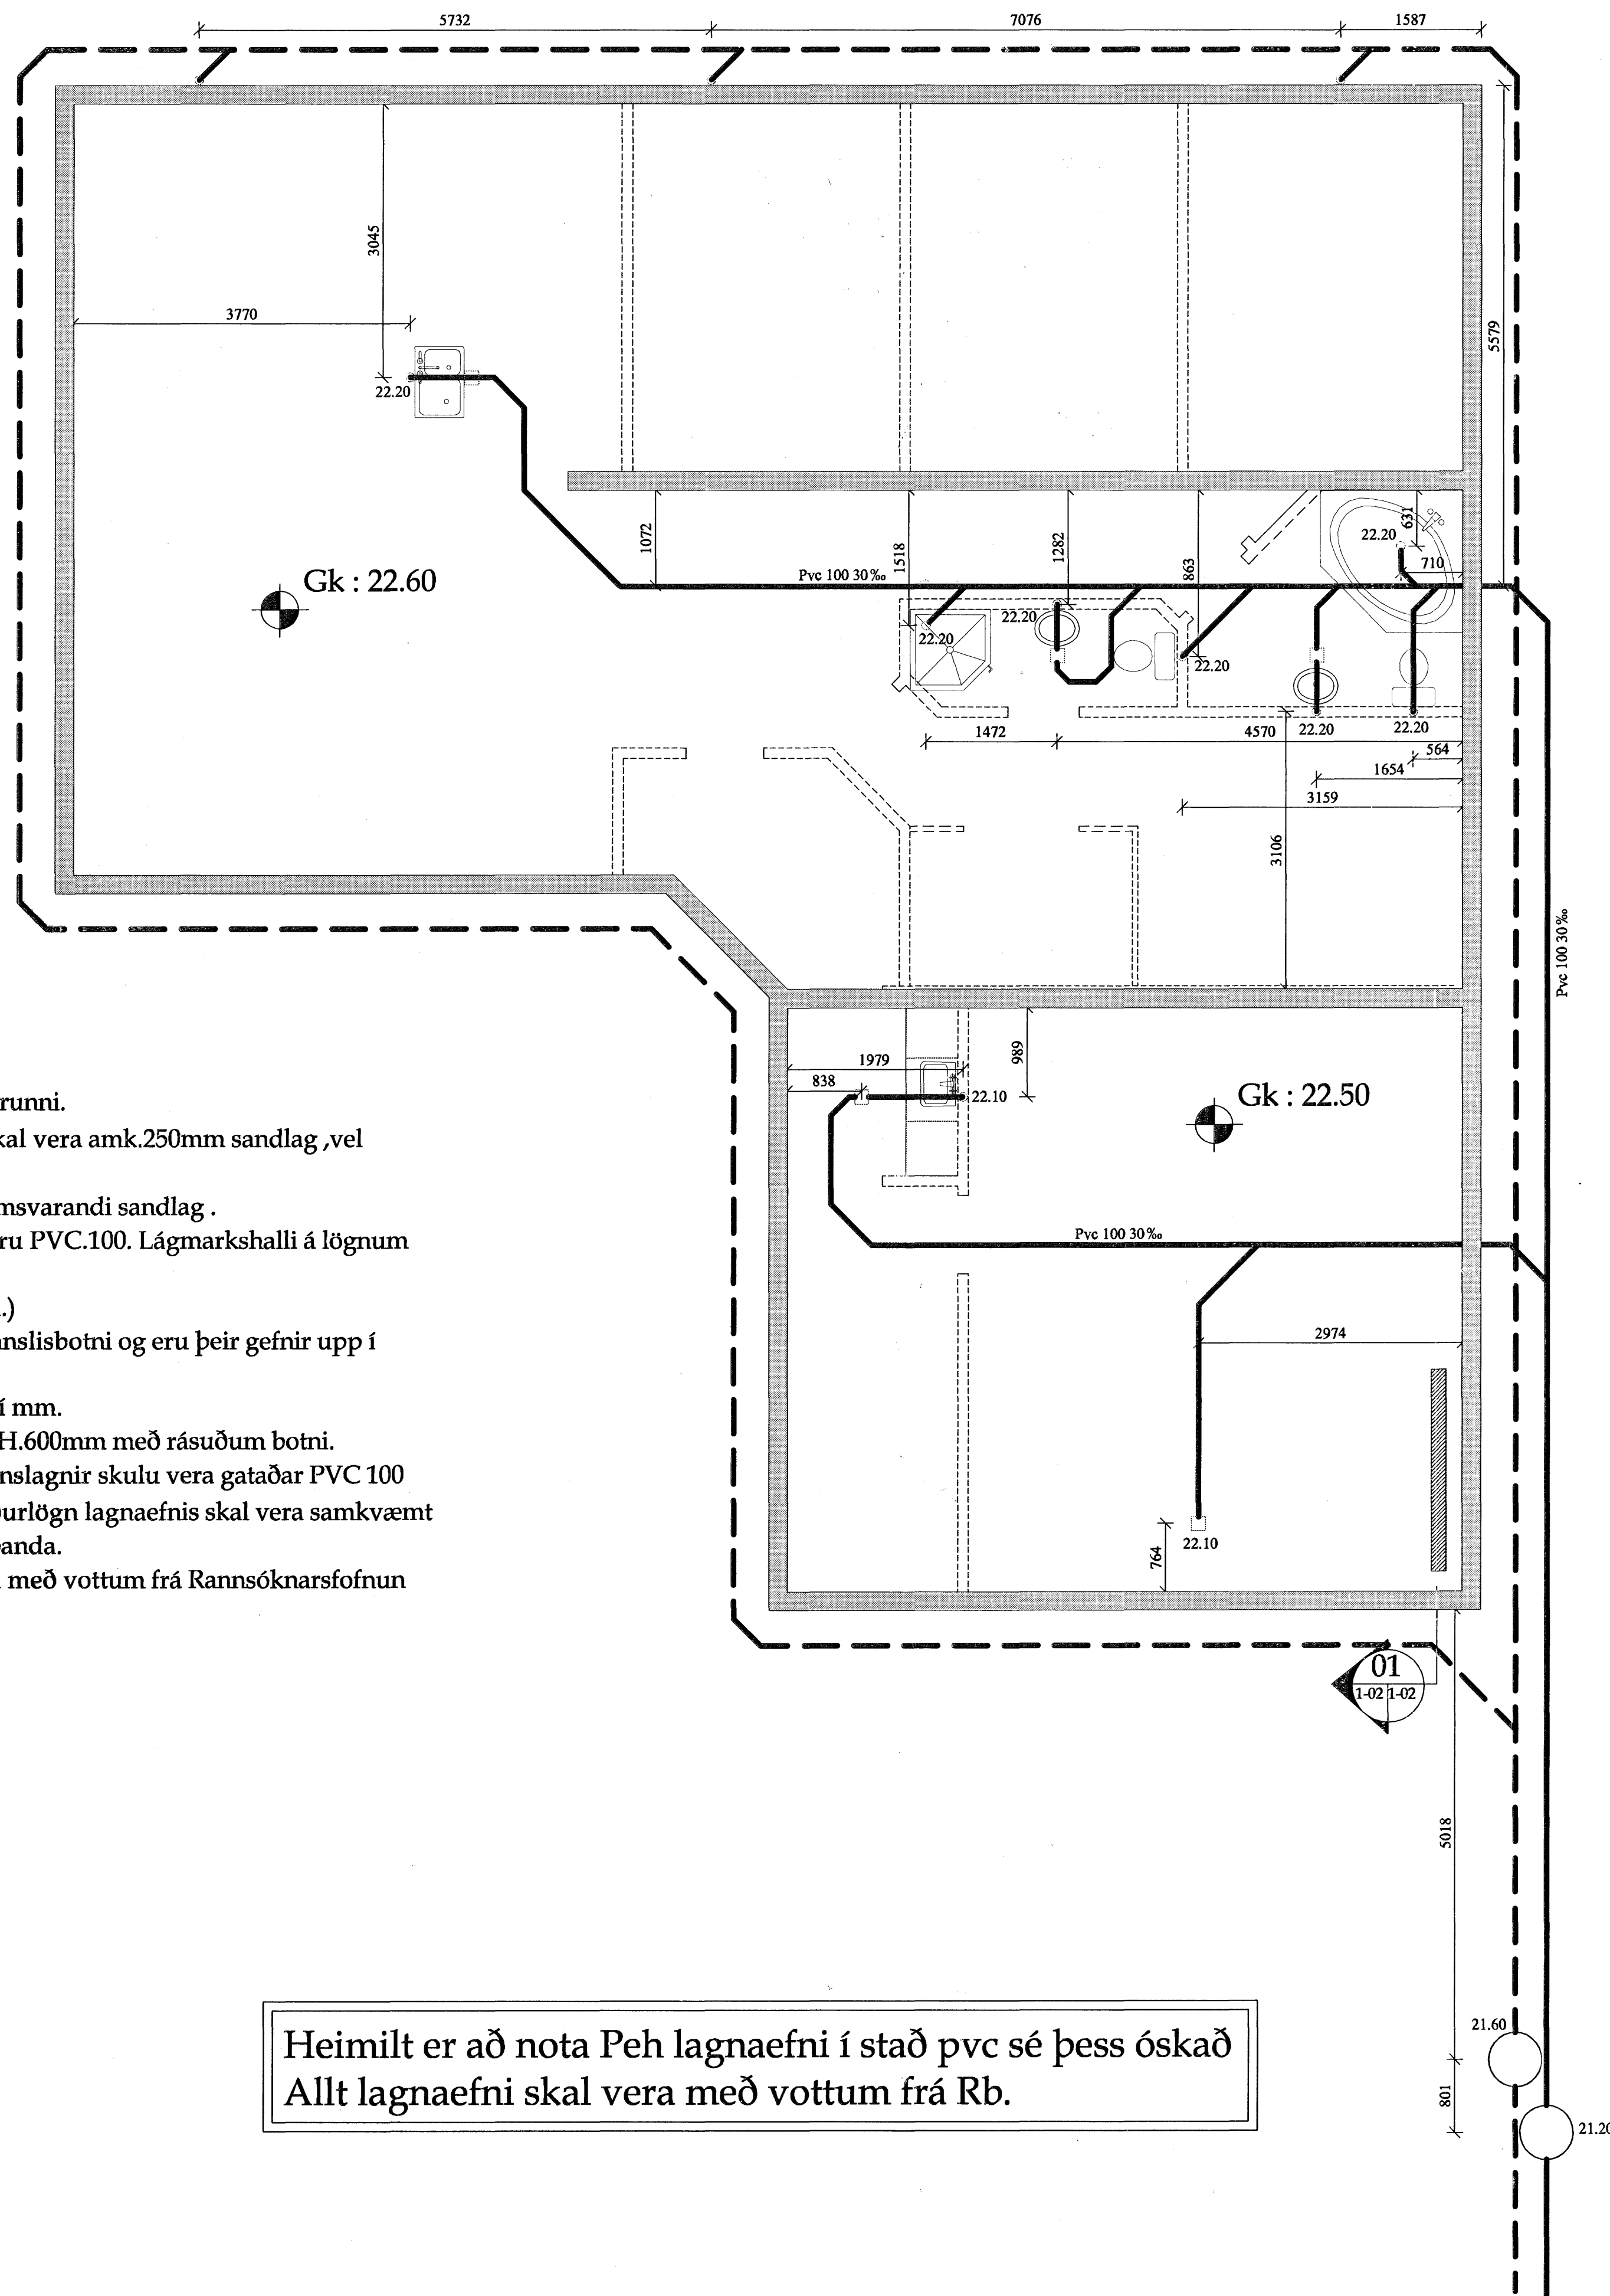 5732
7076
1587
3045
3770
5579
22.20
Gk : 22.60
1072
1518
1282
863
631
22.20
710
Pvc 100 30‰
22.20
22.20
22.20
22.20
22.20
1472
4570
564
1654
3159
3106
Pvc 100 30‰
1979
838
989
22.10
Gk : 22.50
runni.
kal vera amk.250mm sandlag ,vel
msvarandi sandlag .
ru PVC.100. Lágmarkshalli á lögnum
.)
nslisbotni og eru þeir gefnir upp í
í mm.
H.600mm með rásuðum botni.
nslagnir skulu vera gataðar PVC 100
urlögn lagnaefnis skal vera samkvæmt
anda.
með vottum frá Rannsóknarsfofnun
Pvc 100 30‰
2974
764
22.10
01
1-02 1-02
5018
21.60
801
21.20
Heimilt er að nota Peh lagnaefni í stað pvc sé þess óskað
Allt lagnaefni skal vera með vottum frá Rb.